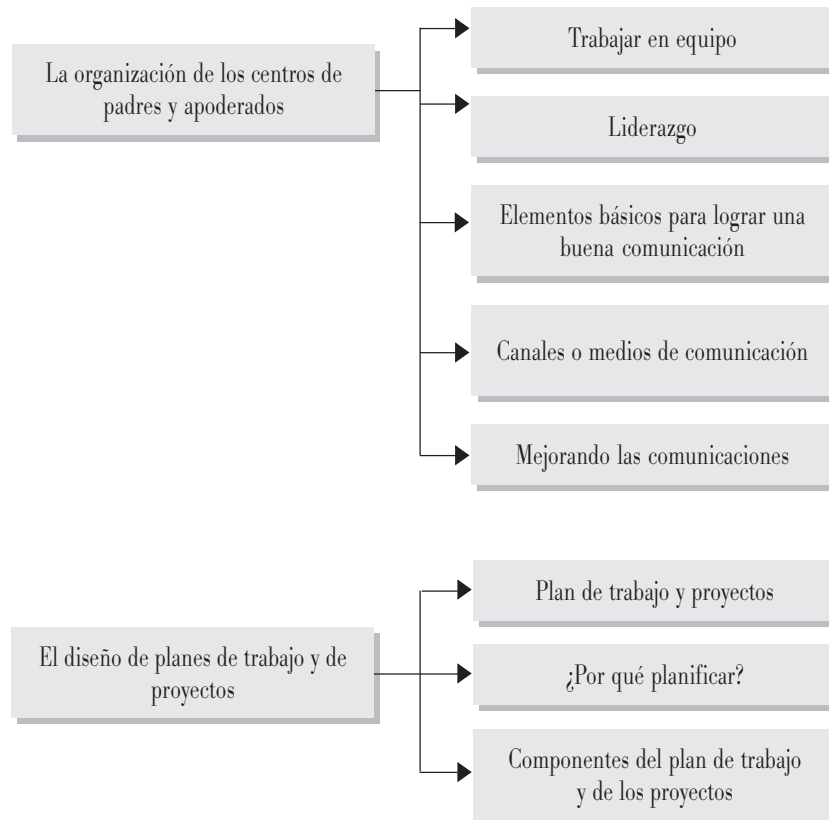 La organización de los centros de
padres y apoderados
Trabajar en equipo
Liderazgo
Elementos básicos para lograr una
buena comunicación
Canales o medios de comunicación
Mejorando las comunicaciones
El diseño de planes de trabajo y de
proyectos
Plan de trabajo y proyectos
¿Por qué planificar?
Componentes del plan de trabajo
y de los proyectos